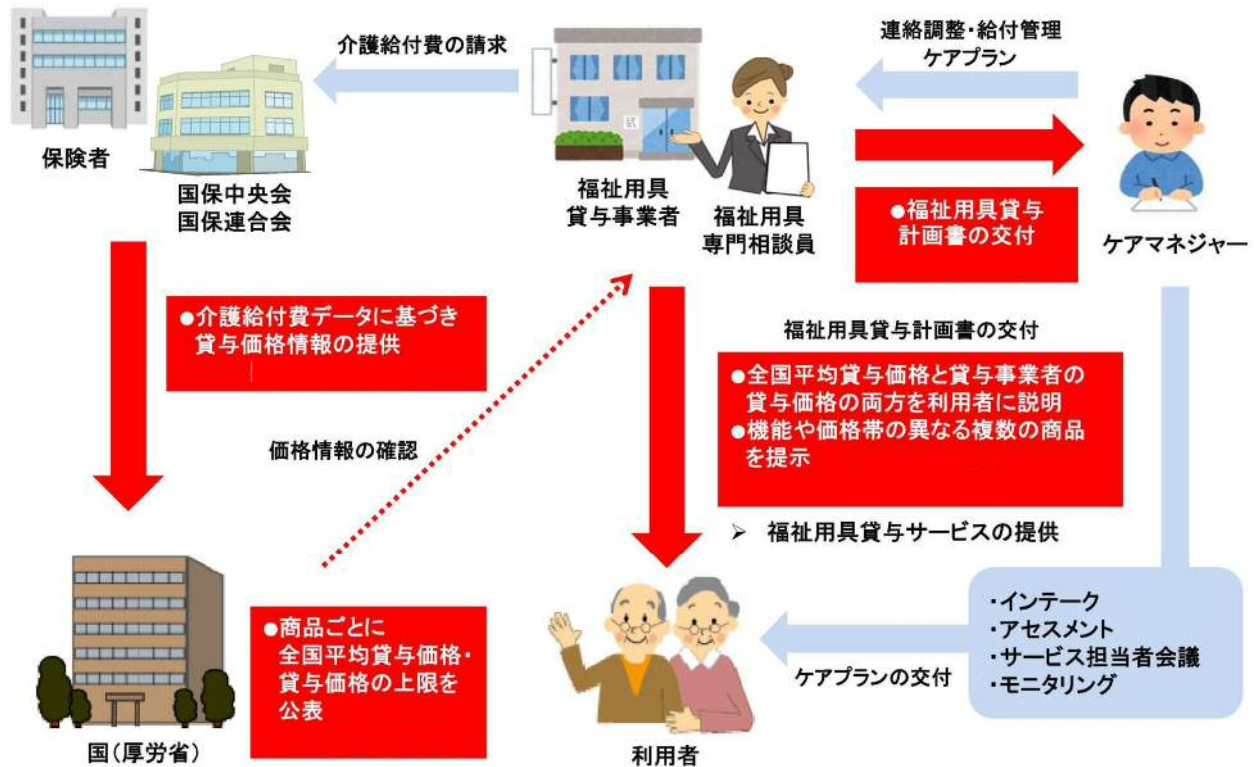 介護給付費の請求
連絡調整・給付管理
ケアプラン
保険者
国保中央会
国保連合会
福祉用具
貸与事業者
福祉用具
専門相談員
●福祉用具貸与
計画書の交付
ケアマネジャー
●介護給付費データに基づき
貸与価格情報の提供
価格情報の確認
福祉用具貸与計画書の交付
●全国平均貸与価格と貸与事業者の
貸与価格の両方を利用者に説明
●機能や価格帯の異なる複数の商品
を提示
➢ 福祉用具貸与サービスの提供
●商品ごとに
全国平均貸与価格・
貸与価格の上限を
公表
国(厚労省)
利用者
ケアプランの交付
・インテーク
・アセスメント
・サービス担当者会議
・モニタリング